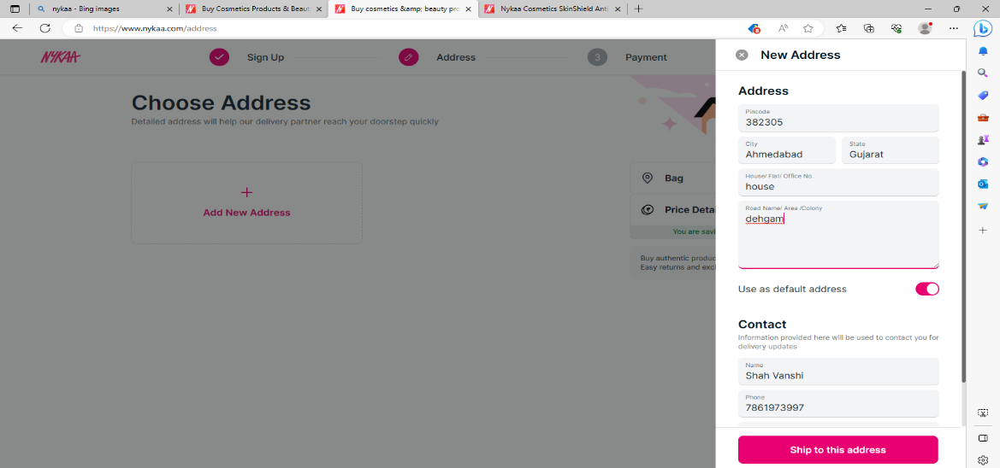 nykaa - Bing images
Buy Cosmetics Products & Beaut
Buy cosmetics &amp; beauty pro
Nykaa Cosmetics SkinShield Anti
https://www.nykaa.com/address
NYKAA
Sign Up
Address
3
Payment
Choose Address
Detailed address will help our delivery partner reach your doorstep quickly
Add New Address
Bag
Price Detai
You are savi
Buy authentic produc
Easy returns and exc
New Address
Address
Pincode
382305
City
Ahmedabad
State
Gujarat
House/ Flat/ Office No.
house
Road Name/ Area /Colony
dehgam
Use as default address
Contact
Information provided here will be used to contact you for
delivery updates
Name
Shah Vanshi
Phone
7861973997
Ship to this address